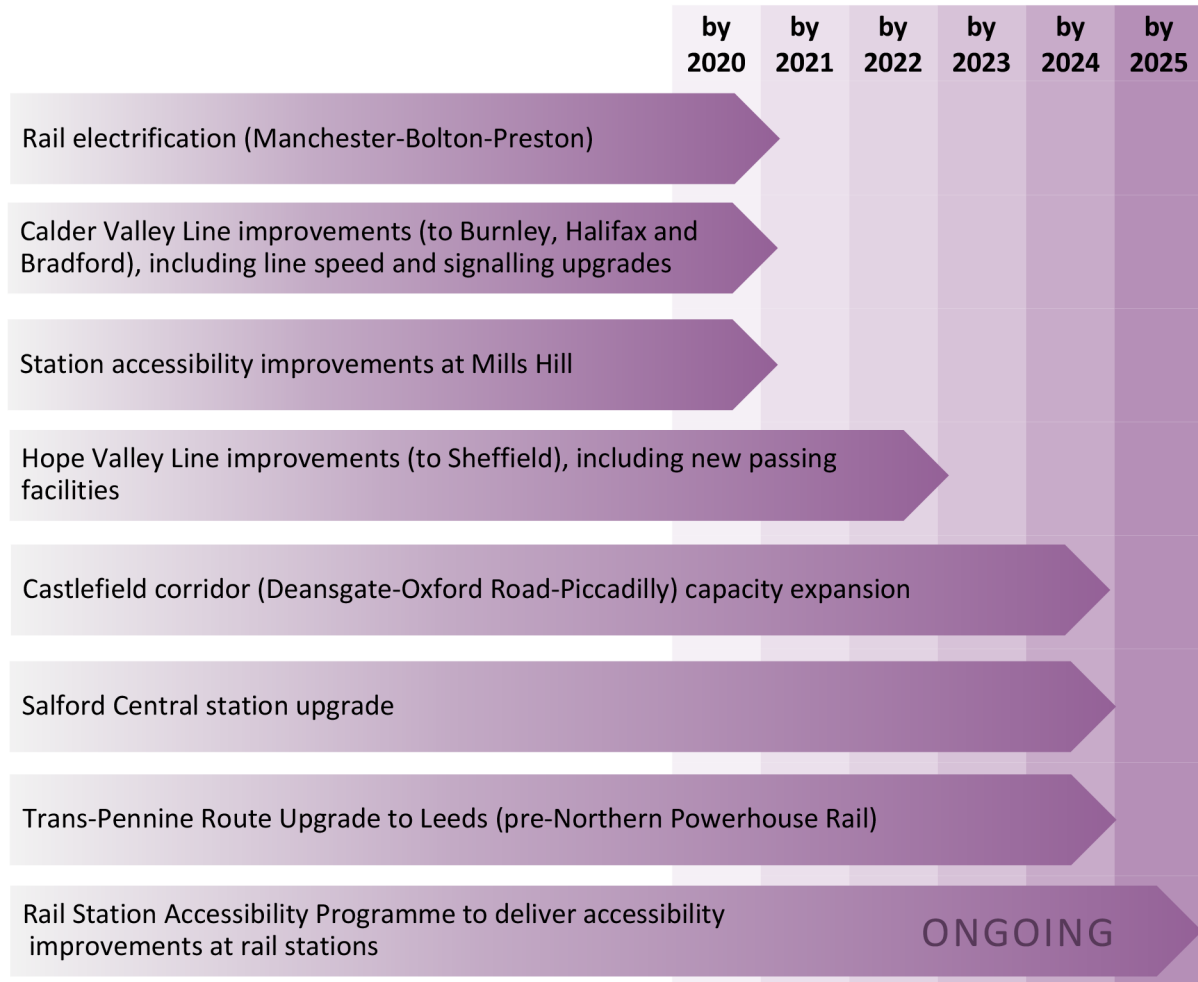 by by by by by by
2020 2021 2022 2023 2024 2025
Rail electrification (Manchester-Bolton-Preston)
Calder Valley Line improvements (to Burnley, Halifax and
Bradford), including line speed and signalling upgrades
Station accessibility improvements at Mills Hill
Hope Valley Line improvements (to Sheffield), including new passing
facilities
Castlefield corridor (Deansgate-Oxford Road-Piccadilly) capacity expansion
Salford Central station upgrade
Trans-Pennine Route Upgrade to Leeds (pre-Northern Powerhouse Rail)
Rail Station Accessibility Programme to deliver accessibility
improvements at rail stations
ONGOING